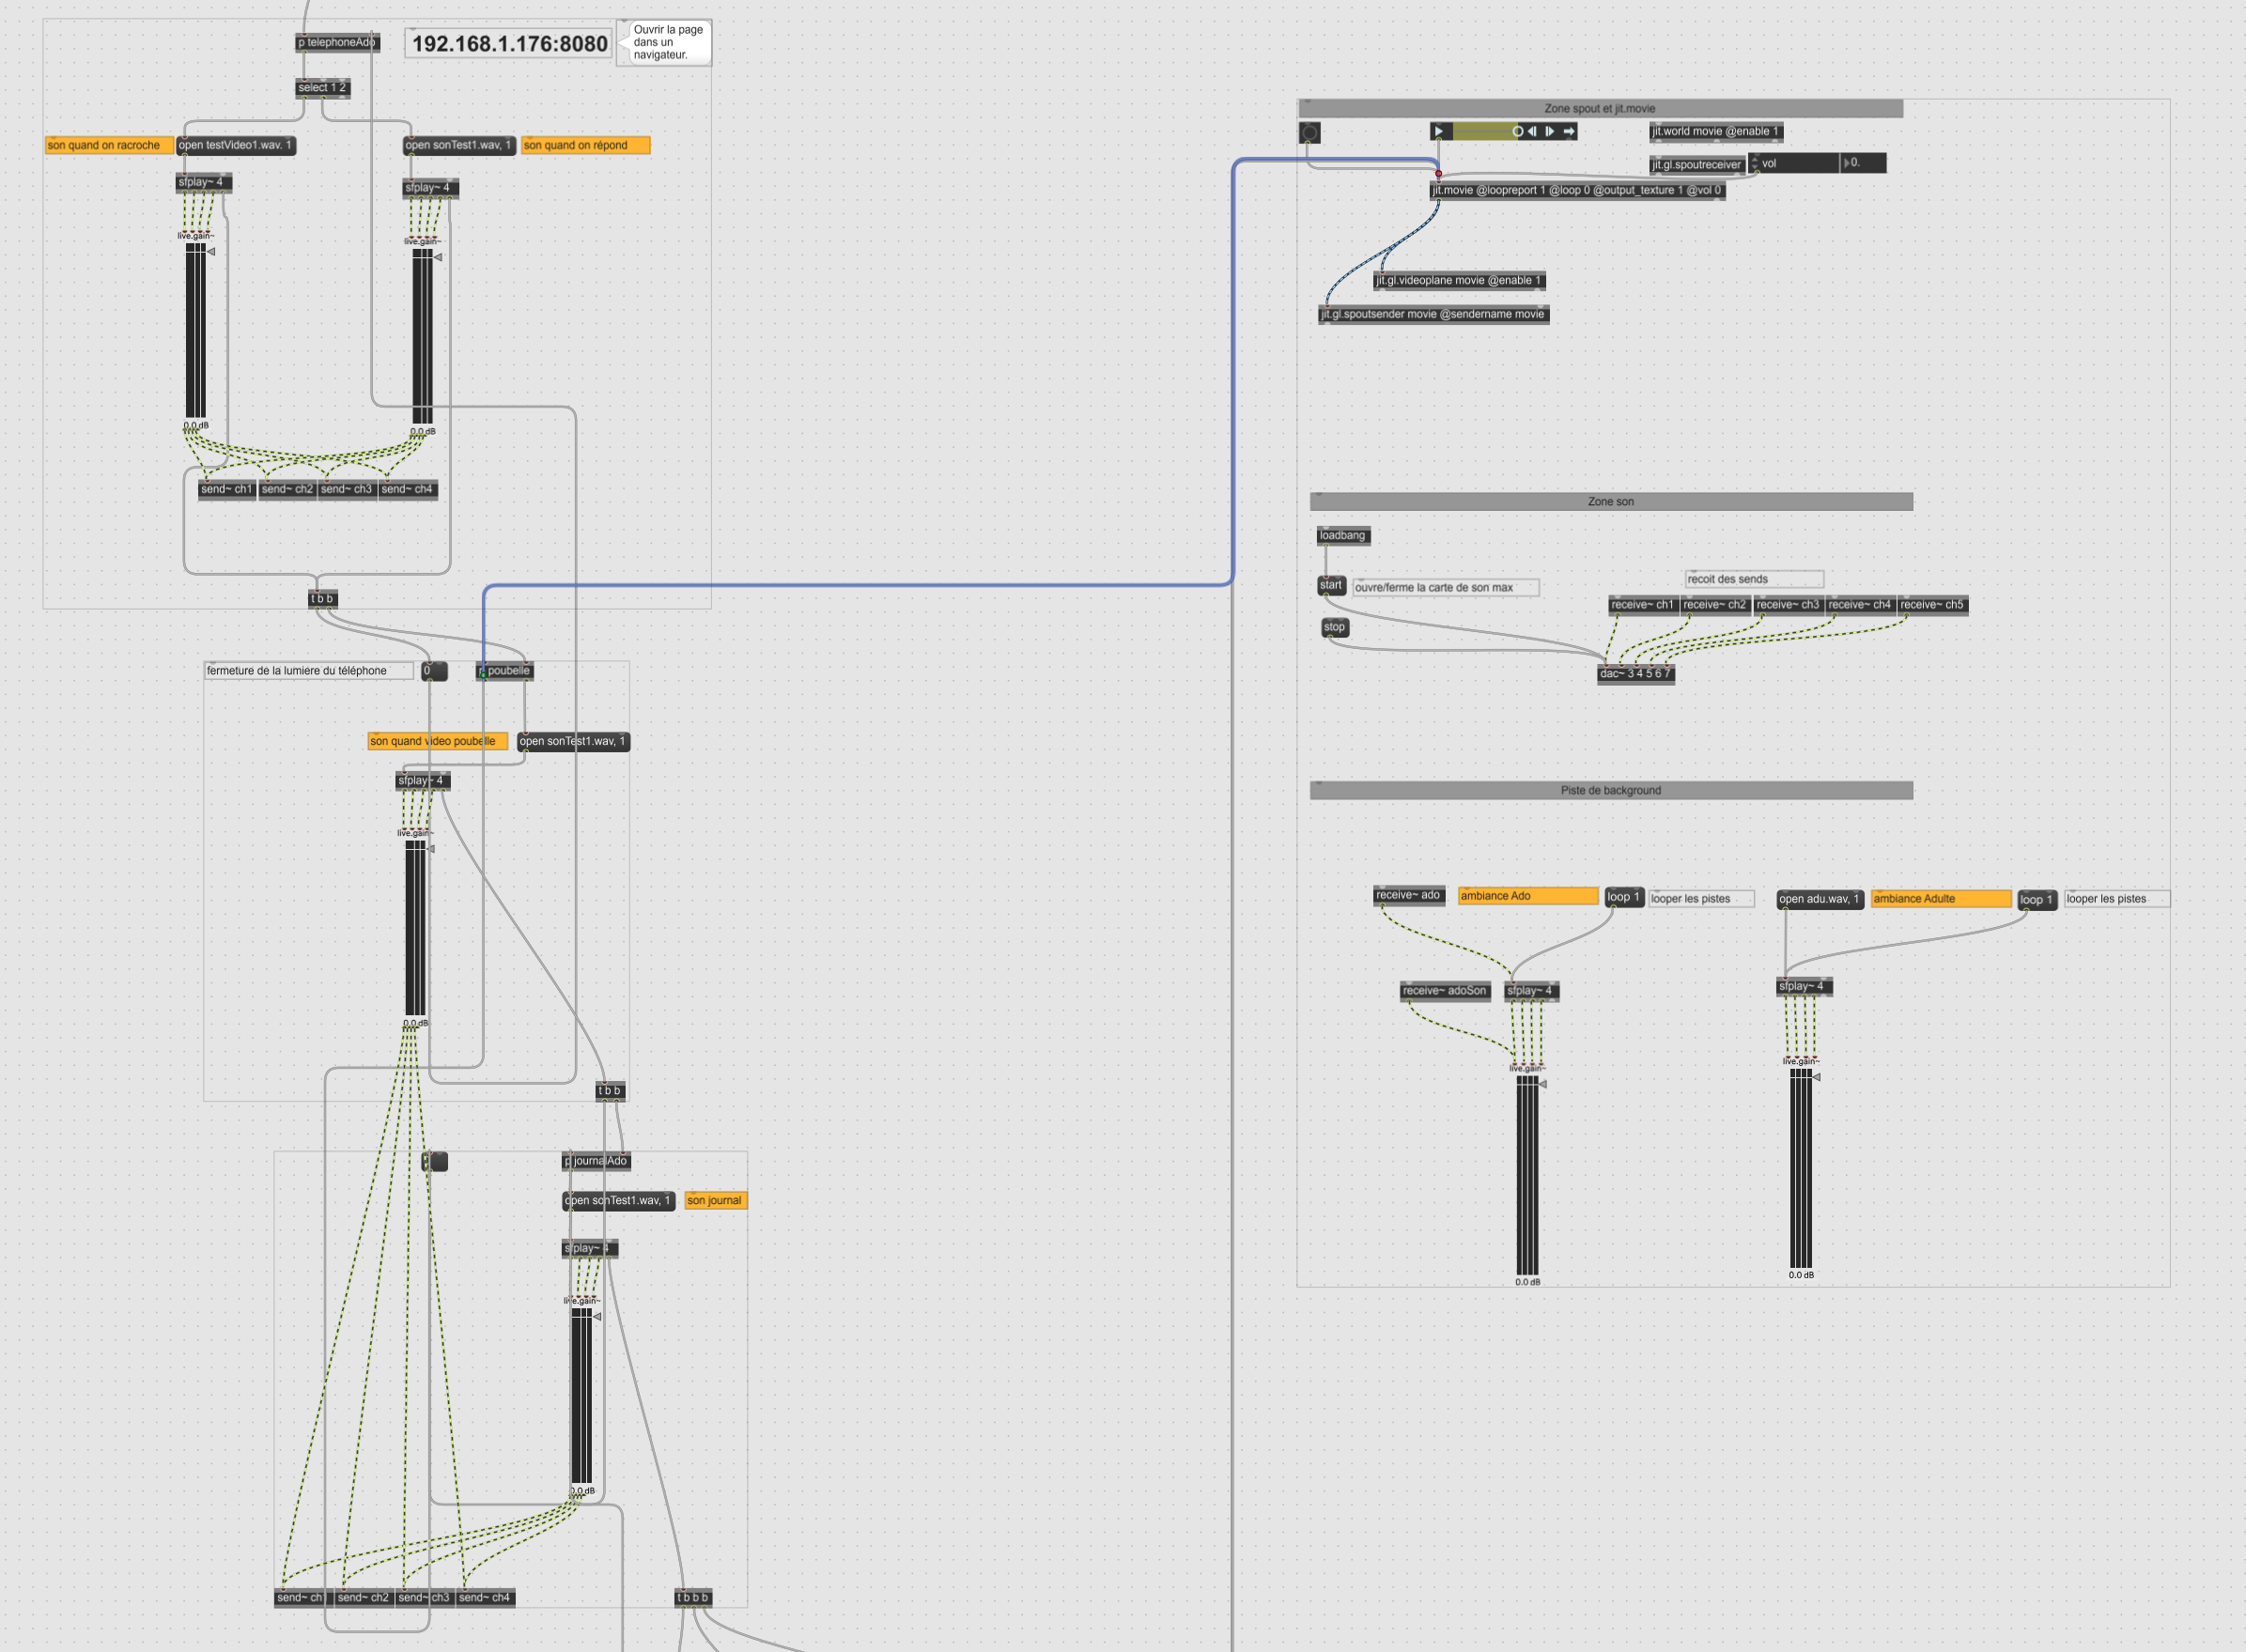 p telephoneAdo
192.168.1.176:8080
Ouvrir la page
dans un
navigateur.
select 1 2
son quand on racroche
open testVideo1.wav. 1
open sonTest1.wav, 1
son quand on répond
sfplay~ 4
sfplay~ 4
live.gain~
live.gain~
0.0 dB
0.0 dB
send~ ch1
send~ ch2
send~ ch3
send~ ch4
t b b
fermeture de la lumiere du téléphone
0
p poubelle
son quand video poubelle
open sonTest1.wav, 1
sfplay~ 4
live.gain~
0.0 dB
t b b
p journalAdo
open sonTest1.wav, 1
son journal
sfplay~ 4
live.gain~
0.0 dB
send~ ch1
send~ ch2
send~ ch3
send~ ch4
t b b b
Zone spout et jit.movie
jit.world movie @enable 1
jit.gl.spoutreceiver
vol
0.
jit.movie @loopreport 1 @loop 0 @output_texture 1 @vol 0
jit.gl.videoplane movie @enable 1
jit.gl.spoutsender movie @sendername movie
Zone son
loadbang
start
ouvre/ferme la carte de son max
stop
recoit des sends
receive~ ch1
receive~ ch2
receive~ ch3
receive~ ch4
receive~ ch5
dac~ 3 4 5 6 7
Piste de background
receive~ ado
ambiance Ado
loop 1
looper les pistes
open adu.wav, 1
ambiance Adulte
loop 1
looper les pistes
receive~ adoSon
sfplay~ 4
sfplay~ 4
live.gain~
live.gain~
0.0 dB
0.0 dB